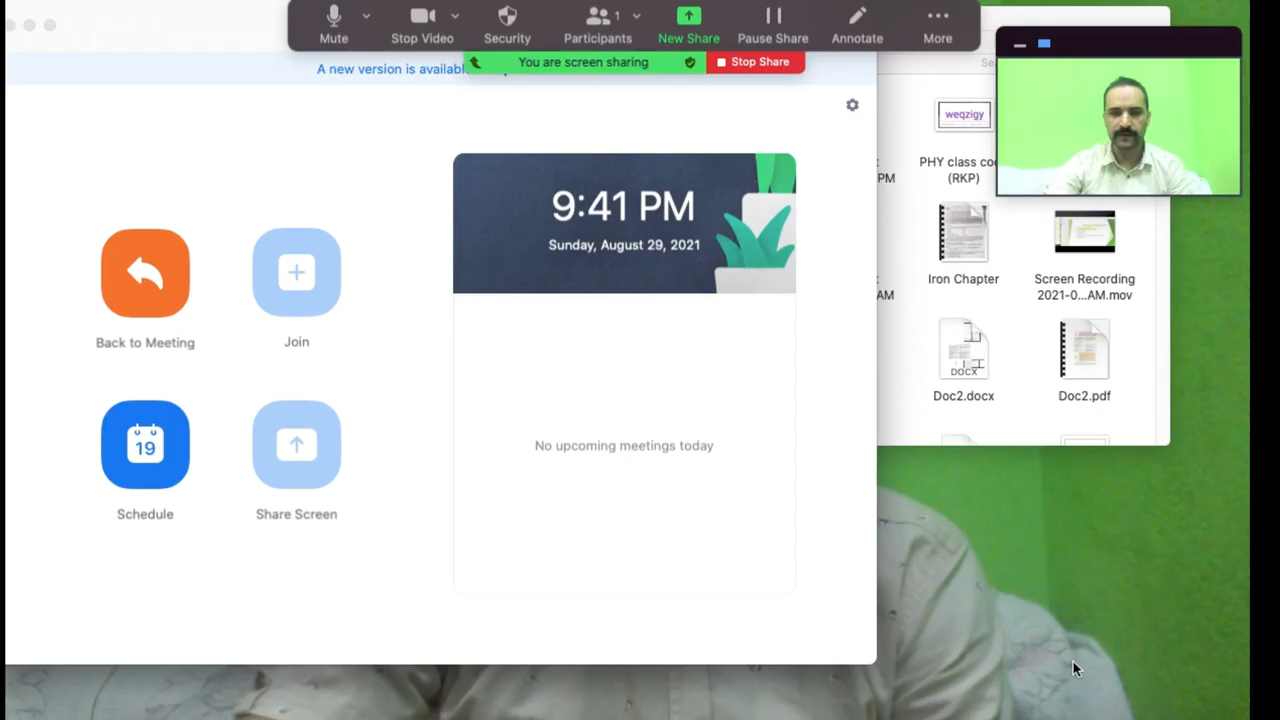 Mute
Stop Video
Security
Participants
1
New Share
Pause Share
Annotate
More
You are screen sharing
Stop Share
A new version is available
9:41 PM
Sunday, August 29, 2021
Back to Meeting
Join
19
Schedule
Share Screen
No upcoming meetings today
weqzigy
PM
PHY class co
(RKP)
AM
Iron Chapter
Screen Recording
2021-0...AM.mov
DOCX
Doc2.docx
Doc2.pdf